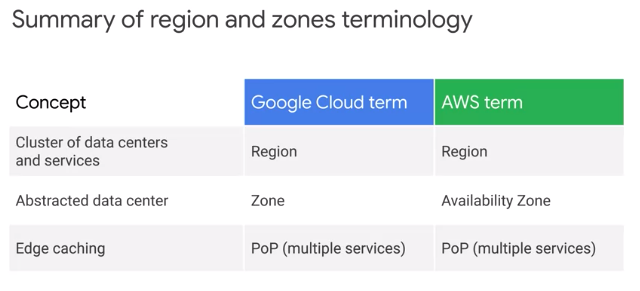 Summary of region and zones terminology
Concept Google Cloud term AWS term
Cluster of data centers
and services Region Region
Abstracted data center Zone Availability Zone
Edge caching PoP (multiple services) PoP (multiple services)